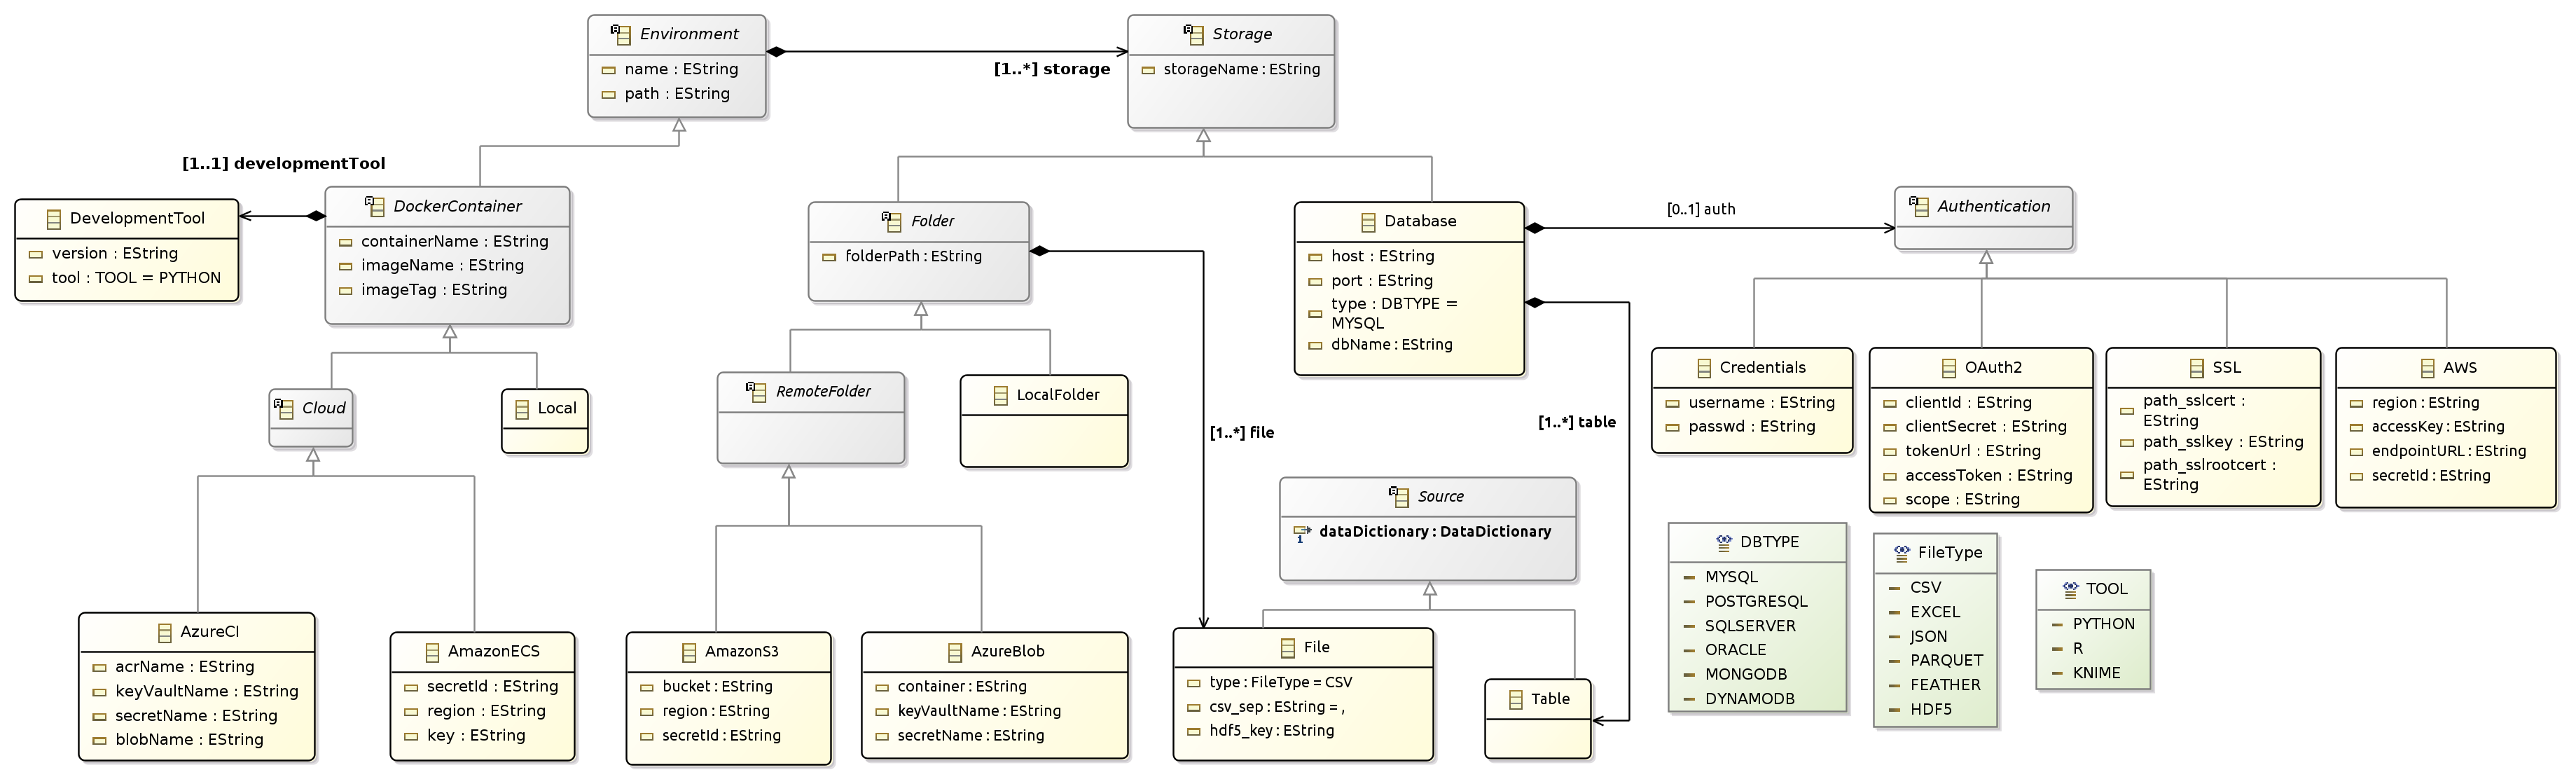 Environment
name : EString
path : EString
[1..*] storage
Storage
storageName : EString
[1..1] developmentTool
DevelopmentTool
version : EString
tool : TOOL = PYTHON
DockerContainer
containerName : EString
imageName : EString
imageTag : EString
Folder
folderPath : EString
Database
host : EString
port : EString
type : DBTYPE =
MYSQL
dbName : EString
[0..1] auth
Authentication
Cloud
Local
RemoteFolder
LocalFolder
[1..*] file
[1..*] table
Credentials
username : EString
passwd : EString
OAuth2
clientId : EString
clientSecret : EString
tokenUrl : EString
accessToken : EString
scope : EString
SSL
path_sslcert :
EString
path_sslkey : EString
path_sslrootcert :
EString
AWS
region : EString
accessKey : EString
endpointURL : EString
secretId : EString
Source
1
dataDictionary : DataDictionary
AzureCI
acrName : EString
keyVaultName : EString
secretName : EString
blobName : EString
AmazonECS
secretId : EString
region : EString
key : EString
AmazonS3
bucket : EString
region : EString
secretId : EString
AzureBlob
container : EString
keyVaultName : EString
secretName : EString
File
type : FileType = CSV
csv_sep : EString = ,
hdf5_key : EString
Table
DBTYPE
MYSQL
POSTGRESQL
SQLSERVER
ORACLE
MONGODB
DYNAMODB
FileType
CSV
EXCEL
JSON
PARQUET
FEATHER
HDF5
TOOL
PYTHON
R
KNIME